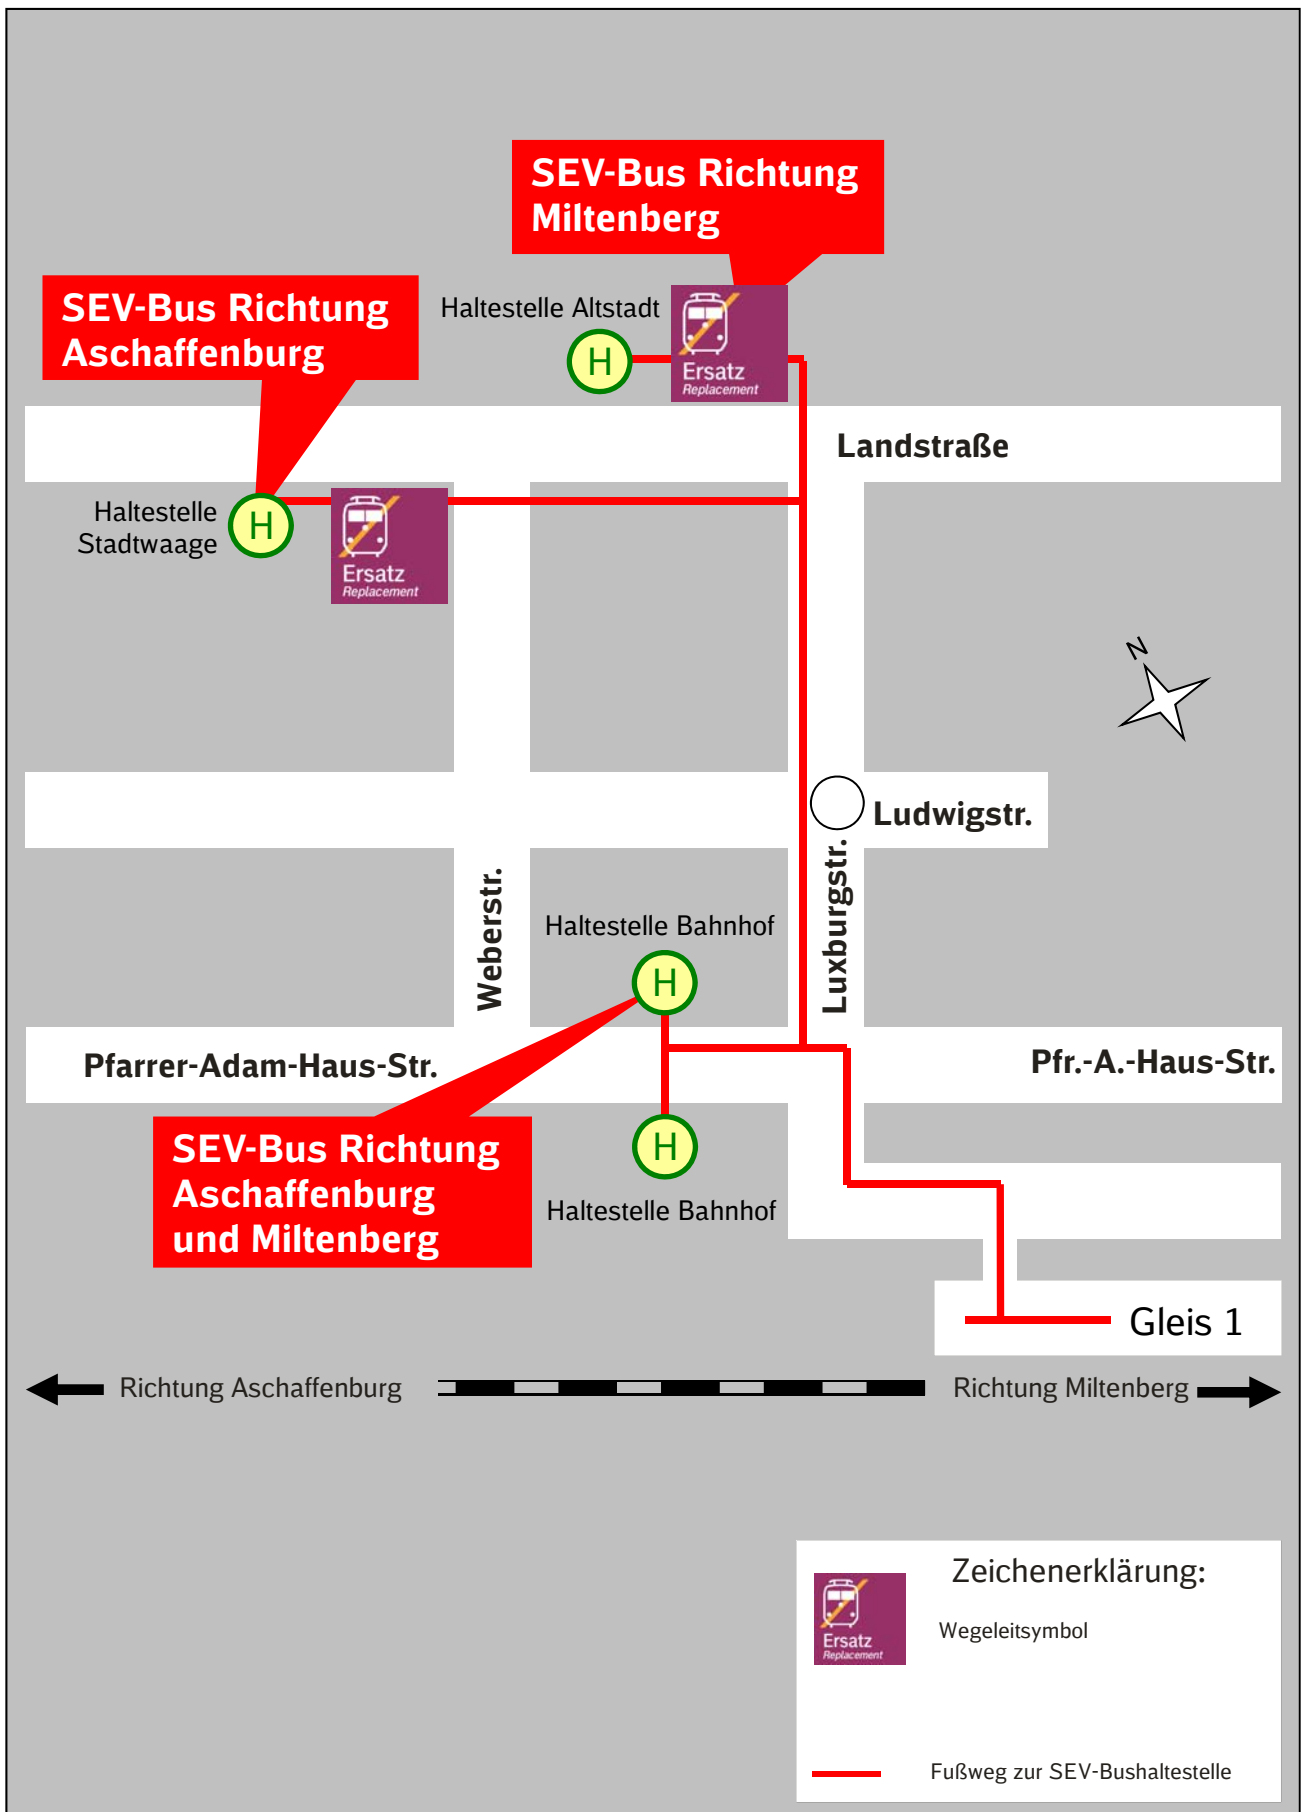 SEV-Bus Richtung
Miltenberg
SEV-Bus Richtung
Aschaffenburg
Haltestelle Altstadt
H
Ersatz
Replacement
Landstraße
Haltestelle
Stadtwaage
H
Ersatz
Replacement
N
Ludwigstr.
Luxburgstr.
Weberstr.
Haltestelle Bahnhof
H
Pfarrer-Adam-Haus-Str.
Pfr.-A.-Haus-Str.
SEV-Bus Richtung
Aschaffenburg
und Miltenberg
H
Haltestelle Bahnhof
Gleis 1
Richtung Aschaffenburg
Richtung Miltenberg
Zeichenerklärung:
Ersatz
Replacement
Wegeleitsymbol
Fußweg zur SEV-Bushaltestelle